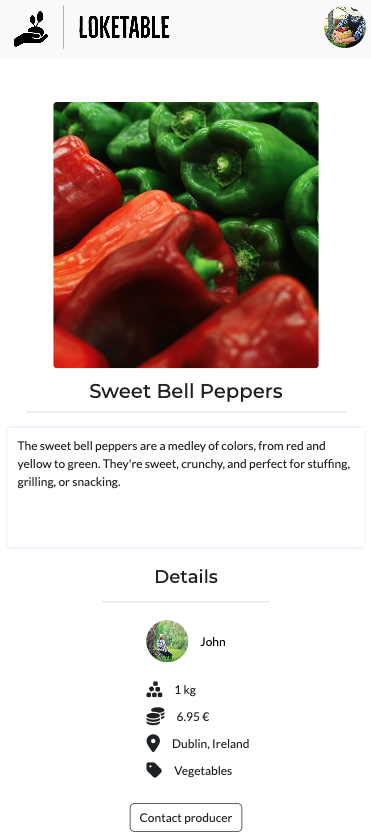 LOKETABLE
Sweet Bell Peppers
The sweet bell peppers are a medley of colors, from red and
yellow to green. They're sweet, crunchy, and perfect for stuffing,
grilling, or snacking.
Details
John
1 kg
6.95 €
Dublin, Ireland
Vegetables
Contact producer